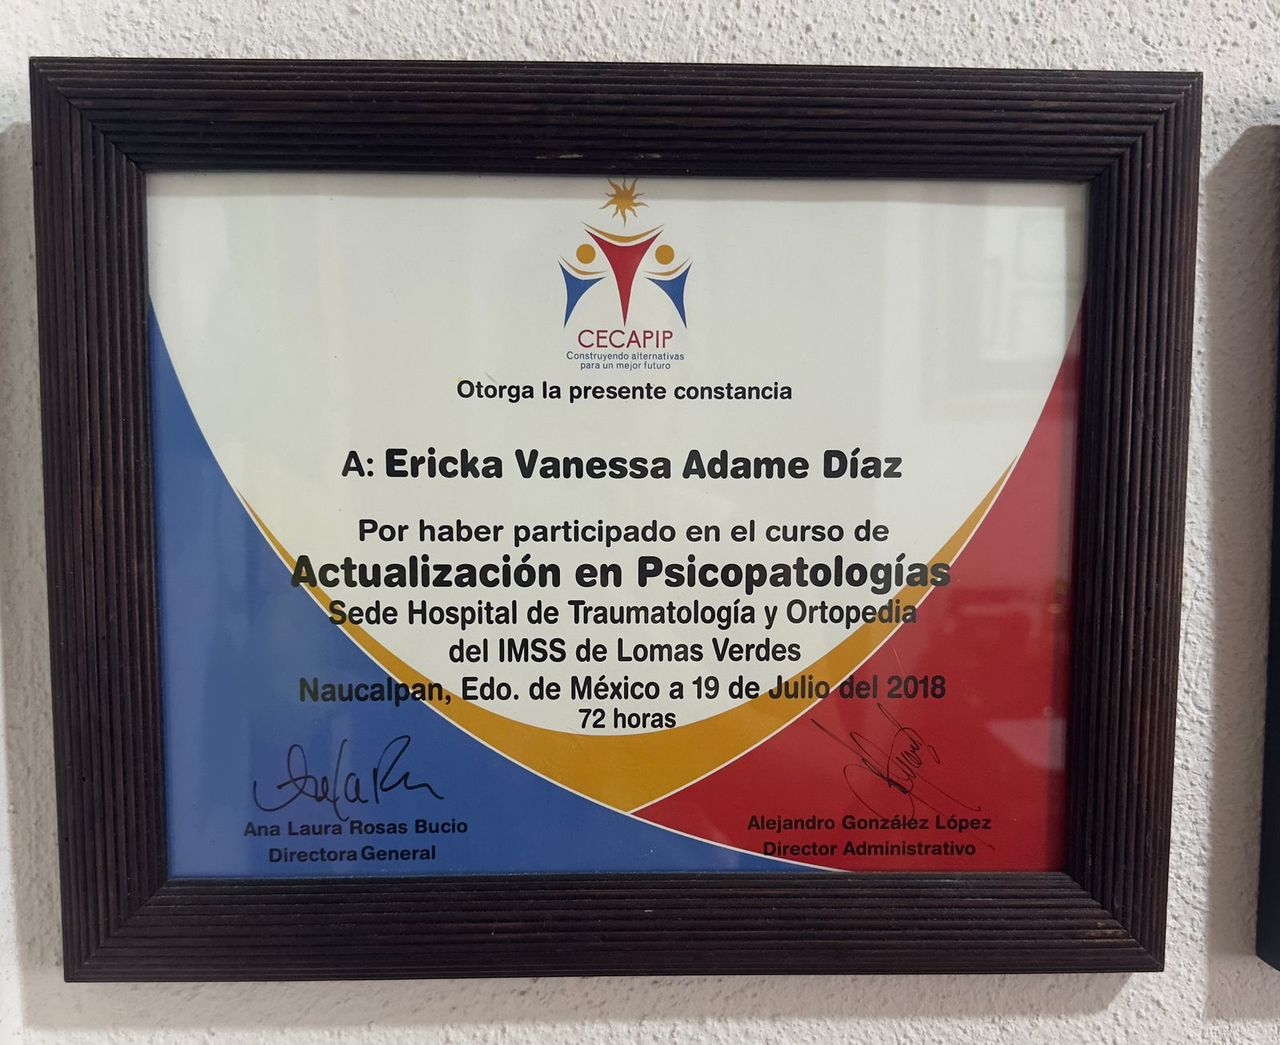 CECAPIP
Construyendo alternativas
para un mejor futuro
Otorga la presente constancia
A: Ericka Vanessa Adame Díaz
Por haber participado en el curso de
Actualización en Psicopatologías
Sede Hospital de Traumatología y Ortopedia
del IMSS de Lomas Verdes
Naucalpan, Edo. de México a 19 de Julio del 2018
72 horas
Ana Laura Rosas Bucio
Directora General
Alejandro González López
Director Administrativo